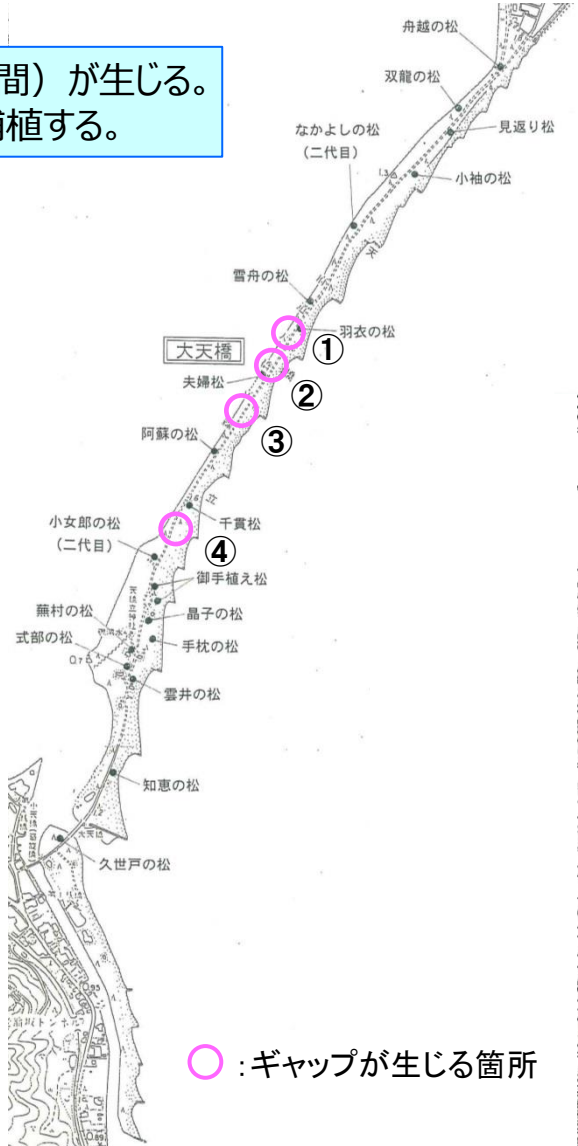 間）が生じる。
補植する。
舟越の松
双龍の松
見返り松
なかよしの松
（二代目）
小袖の松
雪舟の松
羽衣の松
①
大天橋
夫婦松
②
③
阿蘇の松
千貫松
小女郎の松
（二代目）
④
御手植え松
蕪村の松
晶子の松
式部の松
手枕の松
雲井の松
知恵の松
久世戸の松
：ギャップが生じる箇所